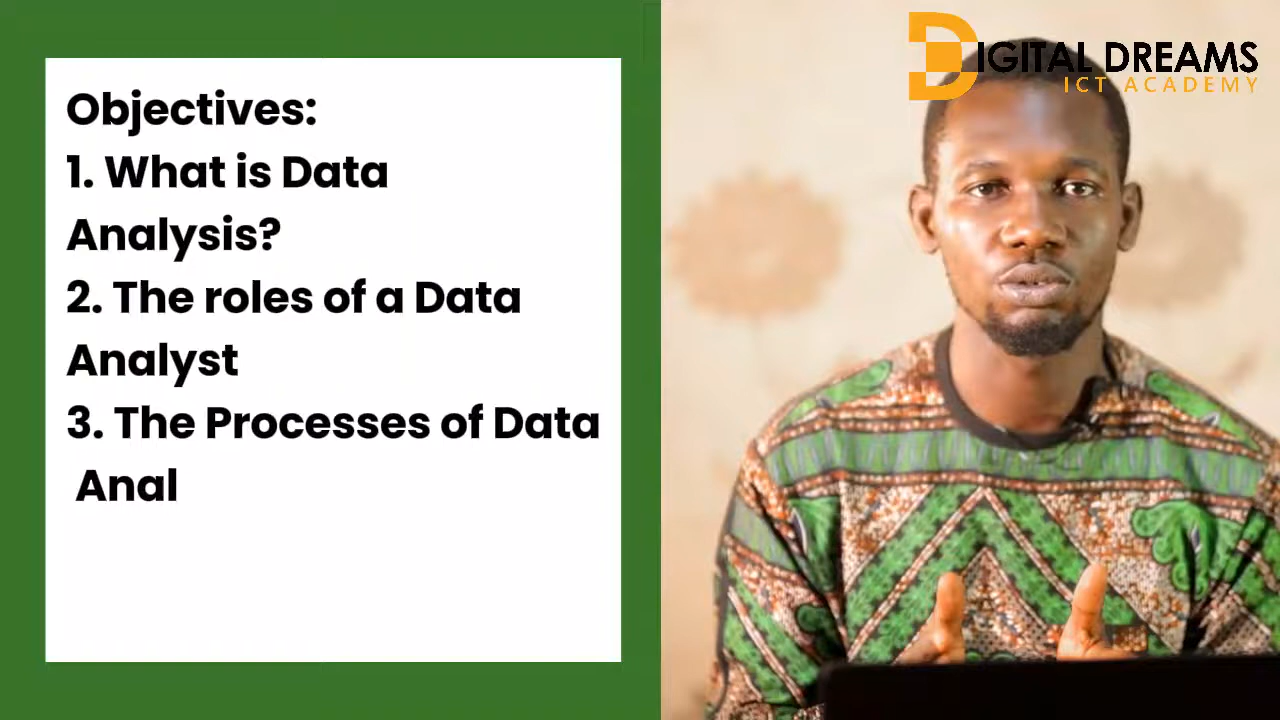 Objectives:
1. What is Data
Analysis?
2. The roles of a Data
Analyst
3. The Processes of Data
Anal
DIGITAL DREAMS
ICT ACADEMY